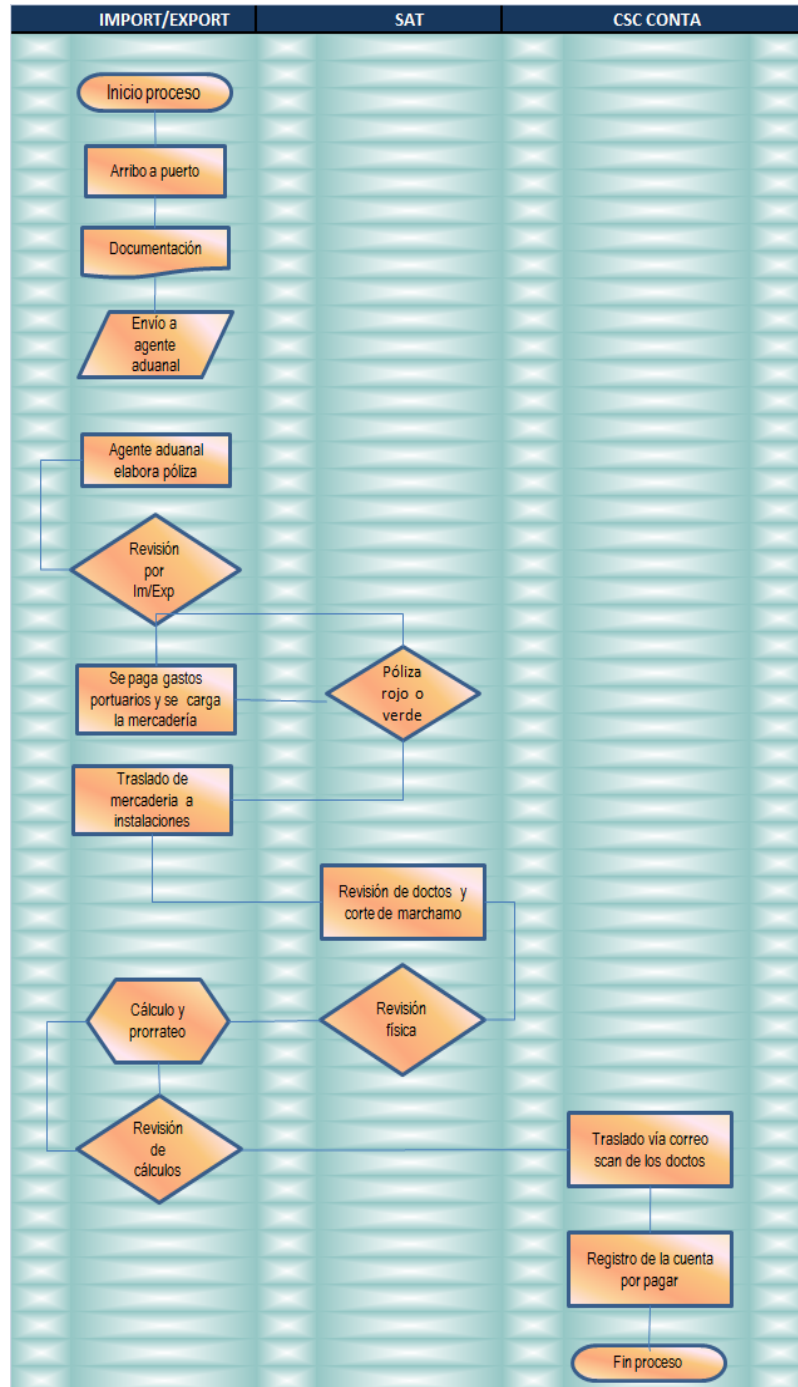 IMPORT/EXPORT
SAT
CSC CONTA
Inicio proceso
Arribo a puerto
Documentación
Envío a
agente
aduanal
Agente aduanal
elabora póliza
Revisión
por
Im/Exp
Se paga gastos
portuarios y se carga
la mercadería
Póliza
rojo o
verde
Traslado de
mercaderia a
instalaciones
Revisión de doctos y
corte de marchamo
Cálculo y
prorrateo
Revisión
física
Revisión
de
cálculos
Traslado vía correo
scan de los doctos
Registro de la cuenta
por pagar
Fin proceso